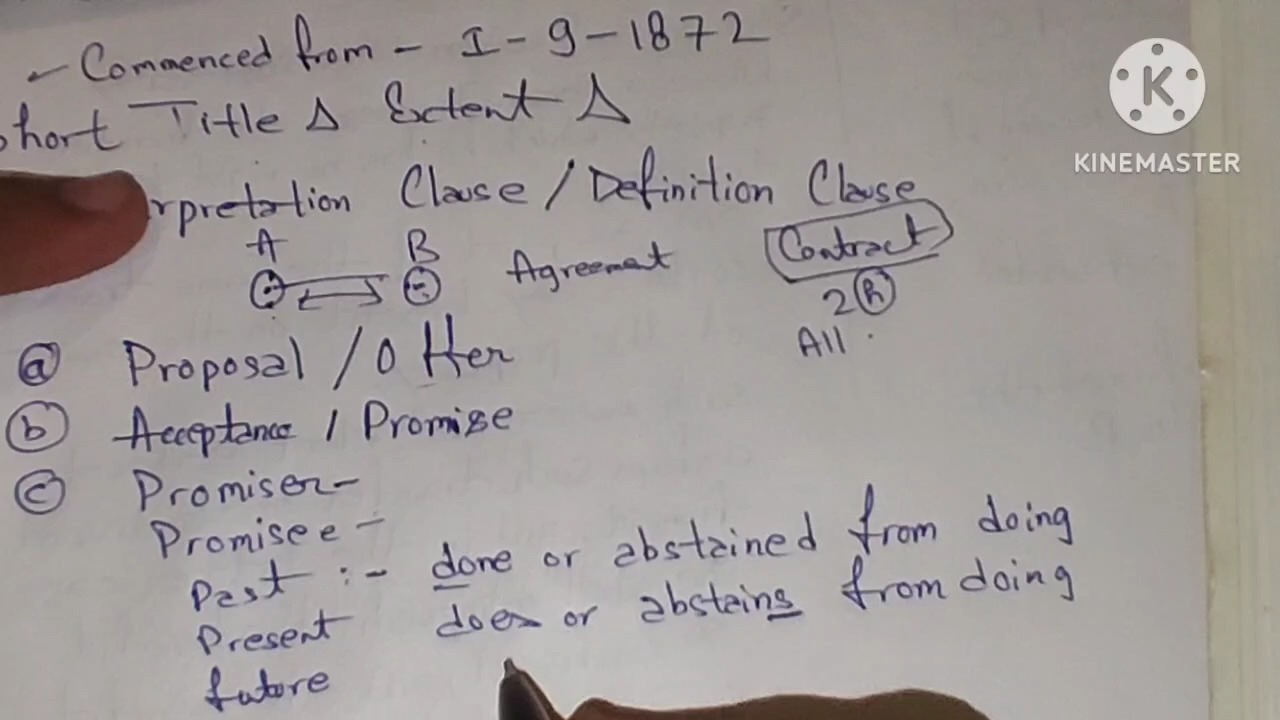 Commenced from - 1-9-1872
K
KINEMASTER
hort Title Δ Extent Δ
rpretation Clause / Definition Clause
A B Agreement Contract
2 R
All
a Proposal / Offer
b Acceptance / Promise
c Promiser -
Promisee -
Past :- done or abstained from doing
Present does or abstains from doing
future